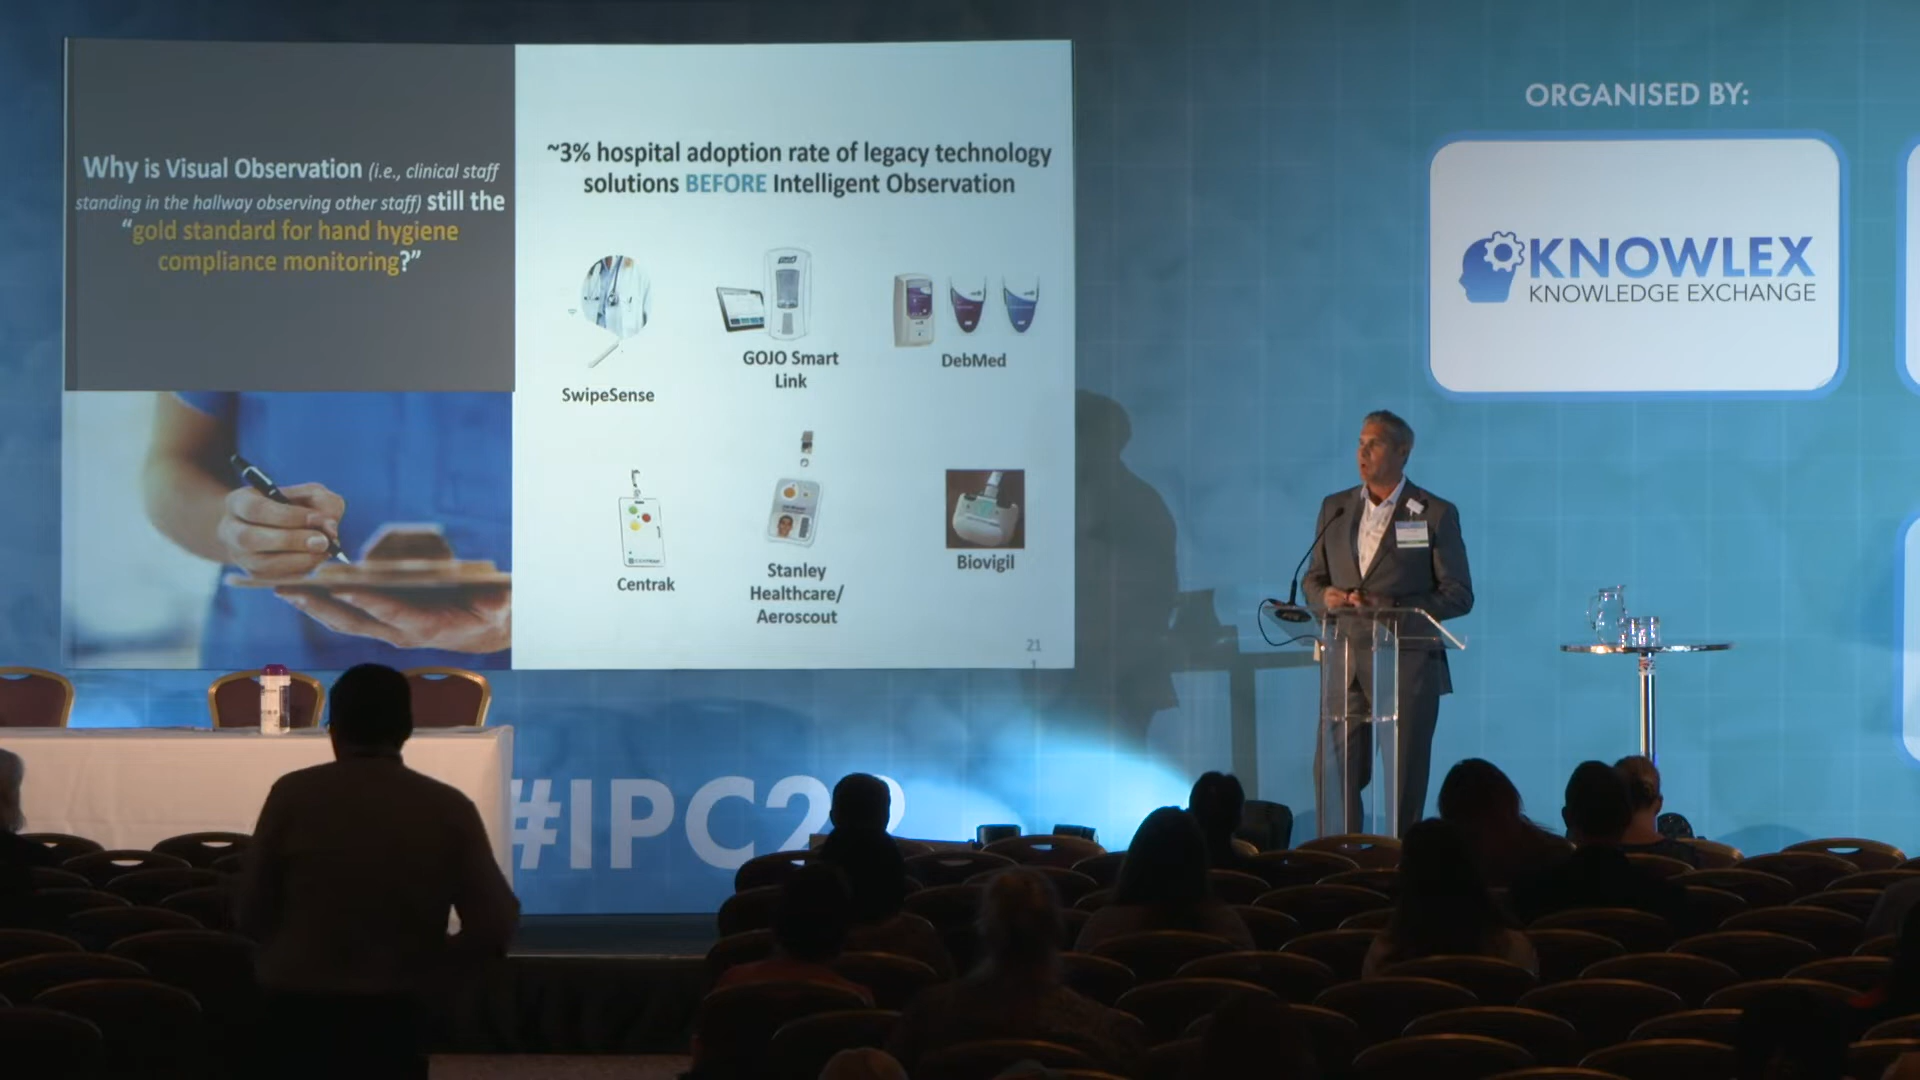 Why is Visual Observation (i.e., clinical staff
standing in the hallway observing other staff) still the
“gold standard for hand hygiene
compliance monitoring?”
~3% hospital adoption rate of legacy technology
solutions BEFORE Intelligent Observation
SwipeSense
GOJO Smart
Link
DebMed
Centrak
Stanley
Healthcare/
Aeroscout
Biovigil
21
1
ORGANISED BY:
KNOWLEX
KNOWLEDGE EXCHANGE
#IPC22